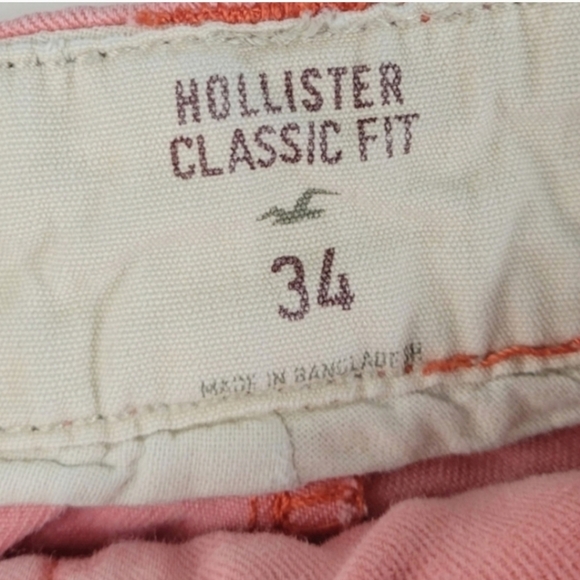 HOLLISTER
CLASSIC FIT
34
MADE IN BANGLADESH